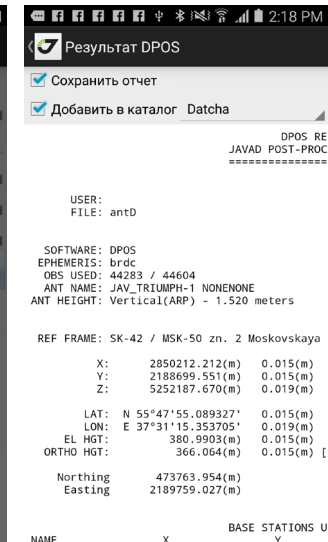 2:18 PM
Результат DPOS
Сохранить отчет
Добавить в каталог Datcha
DPOS RE
JAVAD POST-PROC
===============
USER:
FILE: antD
SOFTWARE: DPOS
EPHEMERIS: brdc
OBS USED: 44283 / 44604
ANT NAME: JAV_TRIUMPH-1 NONENONE
ANT HEIGHT: Vertical(ARP) - 1.520 meters
REF FRAME: SK-42 / MSK-50 zn. 2 Moskovskaya
X: 2850212.212(m) 0.015(m)
Y: 2188699.551(m) 0.015(m)
Z: 5252187.670(m) 0.019(m)
LAT: N 55°47'55.089327' 0.015(m)
LON: E 37°31'15.353705' 0.019(m)
EL HGT: 380.9903(m) 0.015(m)
ORTHO HGT: 366.064(m) 0.015(m) [
Northing 473763.954(m)
Easting 2189759.027(m)
BASE STATIONS U
NAME X Y